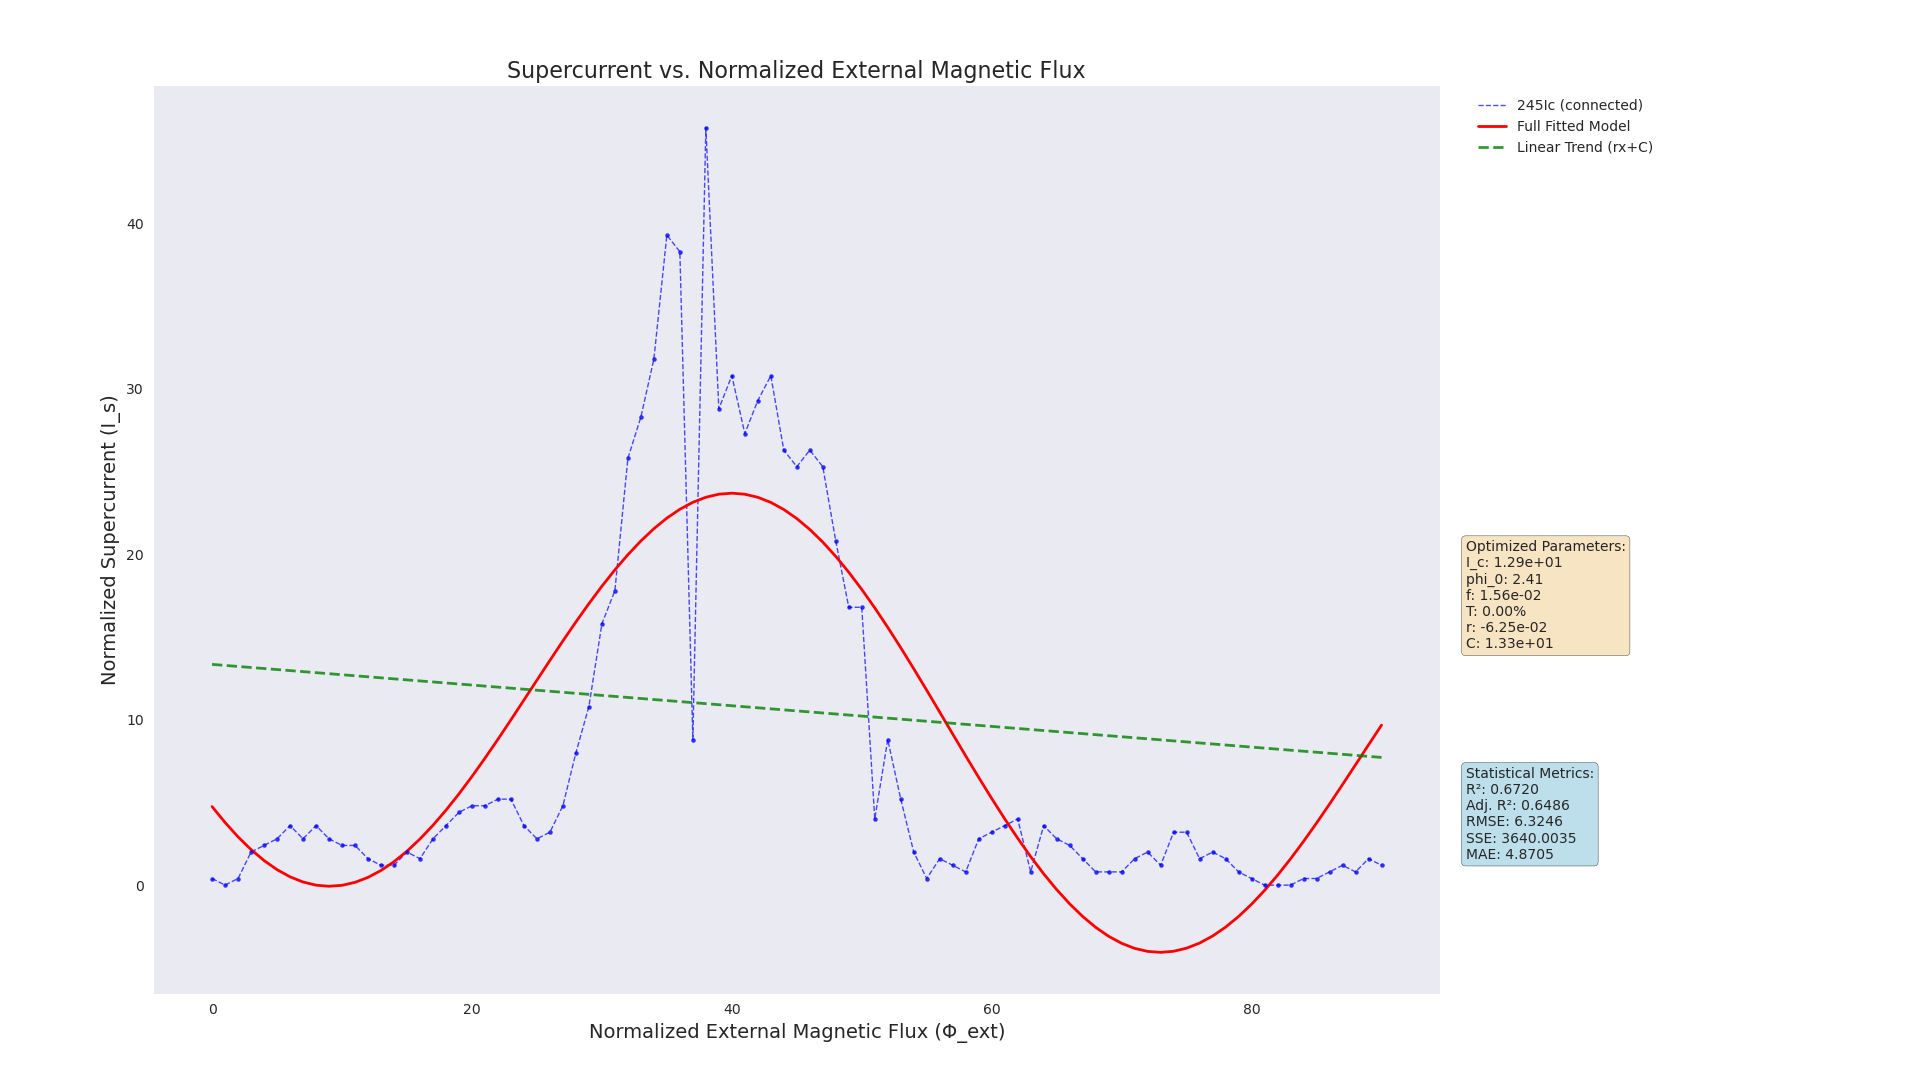 Supercurrent vs. Normalized External Magnetic Flux
245Ic (connected)
Full Fitted Model
Linear Trend (rx+C)
Normalized Supercurrent (I_s)
40
30
20
10
0
0
20
40
60
80
Normalized External Magnetic Flux (Φ_ext)
Optimized Parameters:
I_c: 1.29e+01
phi_0: 2.41
f: 1.56e-02
T: 0.00%
r: -6.25e-02
C: 1.33e+01
Statistical Metrics:
R²: 0.6720
Adj. R²: 0.6486
RMSE: 6.3246
SSE: 3640.0035
MAE: 4.8705